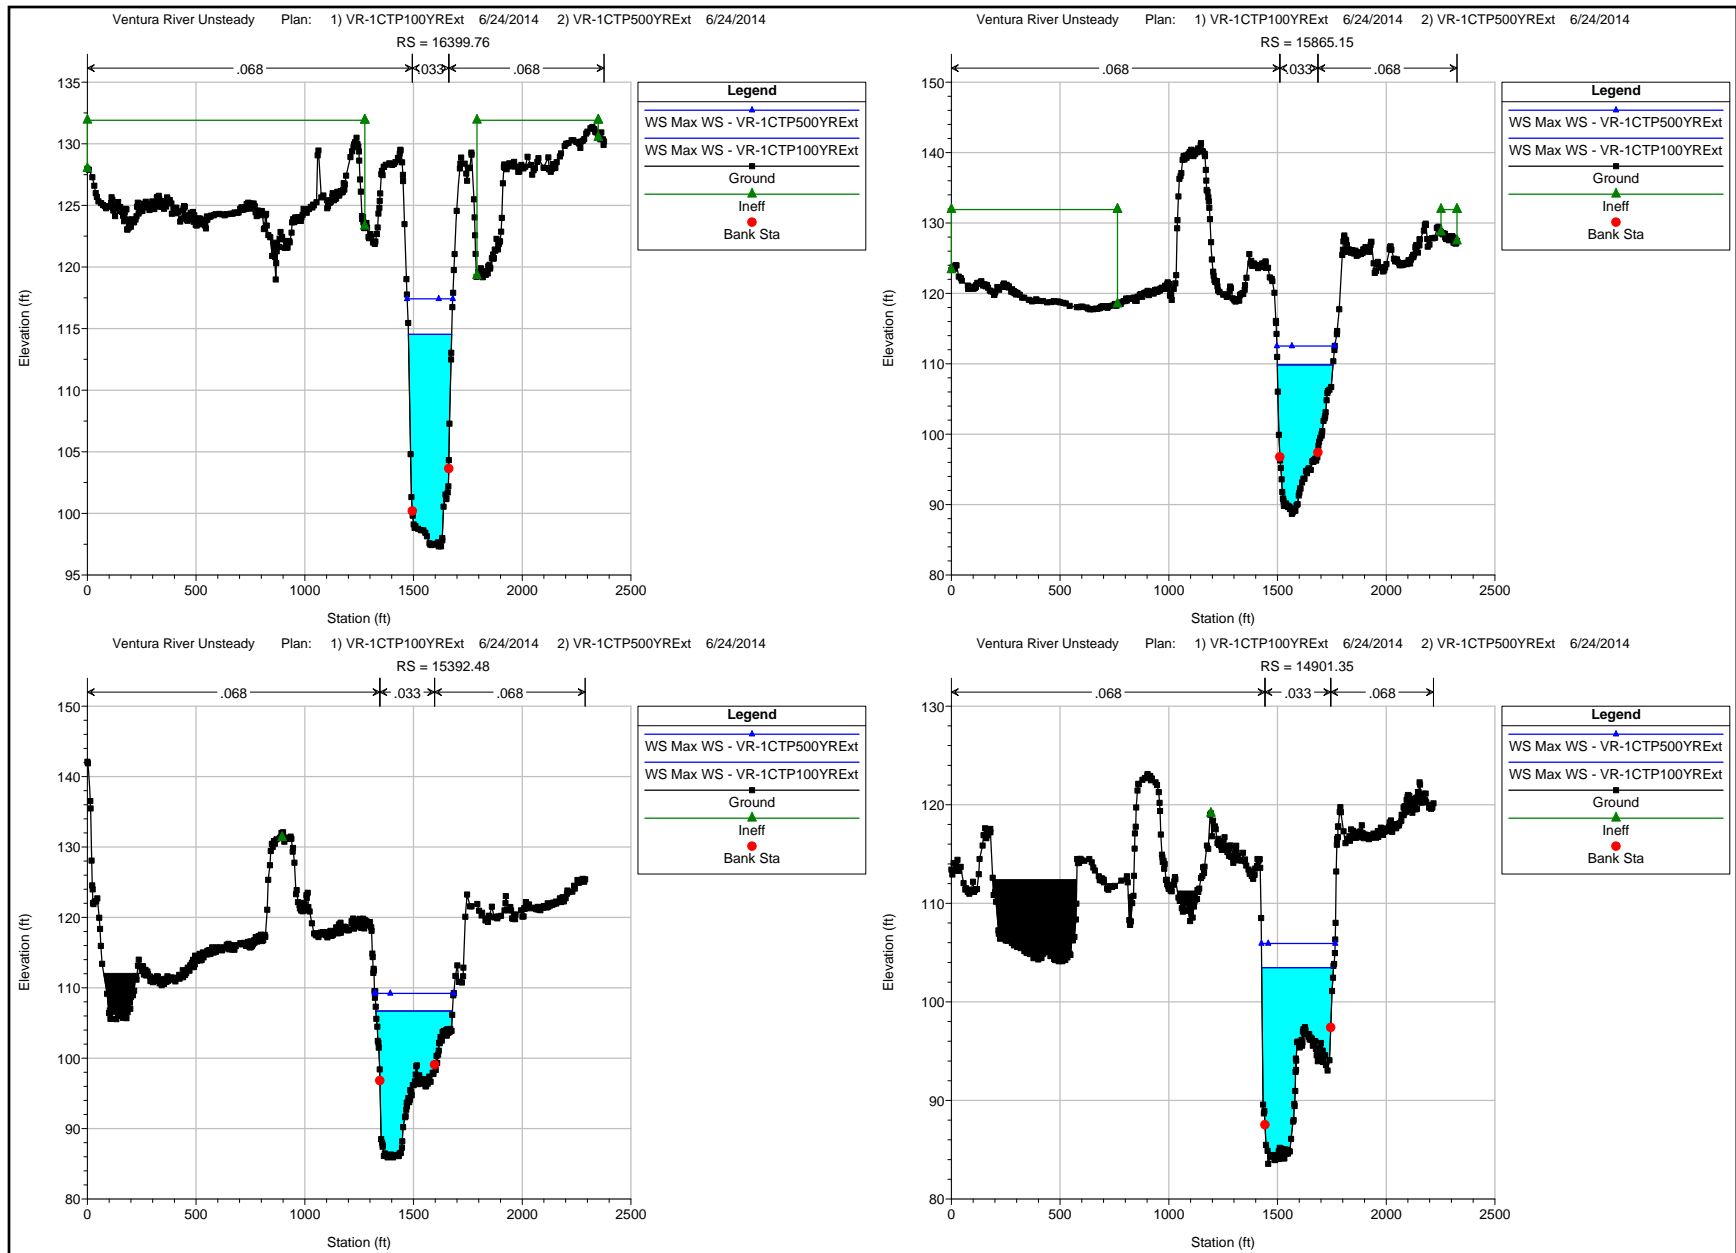 Ventura River Unsteady Plan: 1) VR-1CTP100YRExt 6/24/2014 2) VR-1CTP500YRExt 6/24/2014
RS = 16399.76
.068 .033 .068
135
130
125
120
115
110
105
100
95
0 500 1000 1500 2000 2500
Elevation (ft)
Station (ft)
Legend
WS Max WS - VR-1CTP500YRExt
WS Max WS - VR-1CTP100YRExt
Ground
Ineff
Bank Sta
Ventura River Unsteady Plan: 1) VR-1CTP100YRExt 6/24/2014 2) VR-1CTP500YRExt 6/24/2014
RS = 15865.15
.068 .033 .068
150
140
130
120
110
100
90
80
0 500 1000 1500 2000 2500
Elevation (ft)
Station (ft)
Legend
WS Max WS - VR-1CTP500YRExt
WS Max WS - VR-1CTP100YRExt
Ground
Ineff
Bank Sta
Ventura River Unsteady Plan: 1) VR-1CTP100YRExt 6/24/2014 2) VR-1CTP500YRExt 6/24/2014
RS = 15392.48
.068 .033 .068
150
140
130
120
110
100
90
80
0 500 1000 1500 2000 2500
Elevation (ft)
Station (ft)
Legend
WS Max WS - VR-1CTP500YRExt
WS Max WS - VR-1CTP100YRExt
Ground
Ineff
Bank Sta
Ventura River Unsteady Plan: 1) VR-1CTP100YRExt 6/24/2014 2) VR-1CTP500YRExt 6/24/2014
RS = 14901.35
.068 .033 .068
130
120
110
100
90
80
0 500 1000 1500 2000 2500
Elevation (ft)
Station (ft)
Legend
WS Max WS - VR-1CTP500YRExt
WS Max WS - VR-1CTP100YRExt
Ground
Ineff
Bank Sta